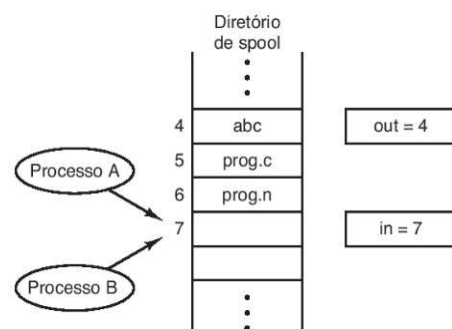 Diretório
de spool
4 abc out = 4
Processo A 5 prog.c
6 prog.n
7 in = 7
Processo B